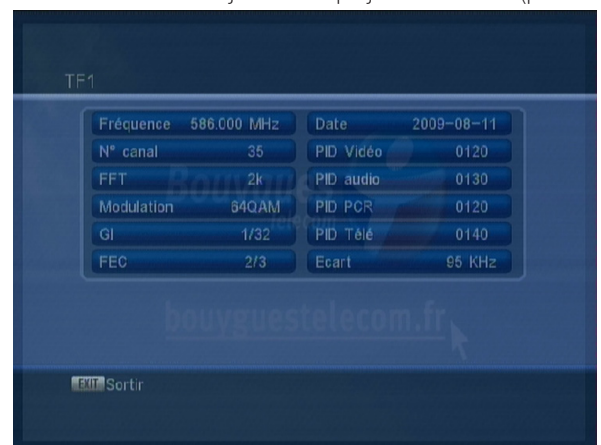 TF1
Fréquence 586.000 MHz Date 2009-08-11
N° canal 35 PID Vidéo 0120
FFT 2k PID audio 0130
Modulation 64QAM PID PCR 0120
GI 1/32 PID Télé 0140
FEC 2/3 Ecart 95 KHz
Bouygues
Telecom
bouyguestelecom.fr
EXIT Sortir